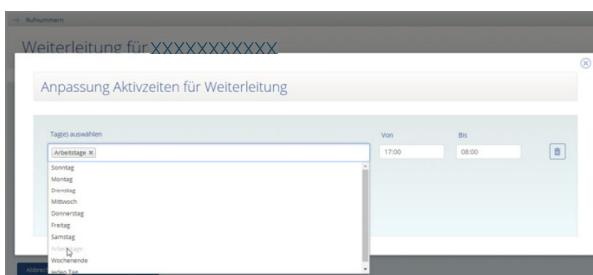 → Rufnummern
Weiterleitung für XXXXXXXXXXX
Anpassung Aktivzeiten für Weiterleitung
Tag(e) auswählen
Von
Bis
Arbeitstage ×
17:00
08:00
Sonntag
Montag
Dienstag
Mittwoch
Donnerstag
Freitag
Samstag
Arbeitstage
Wochenende
Jeden Tag